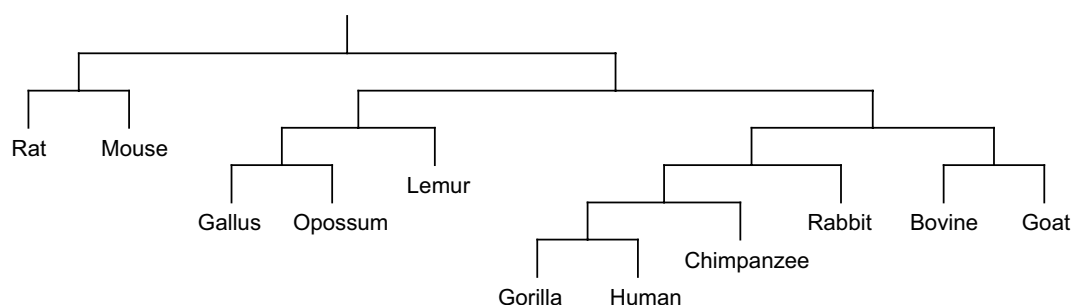 Rat Mouse
Lemur
Gallus Opossum Rabbit Bovine Goat
Chimpanzee
Gorilla Human